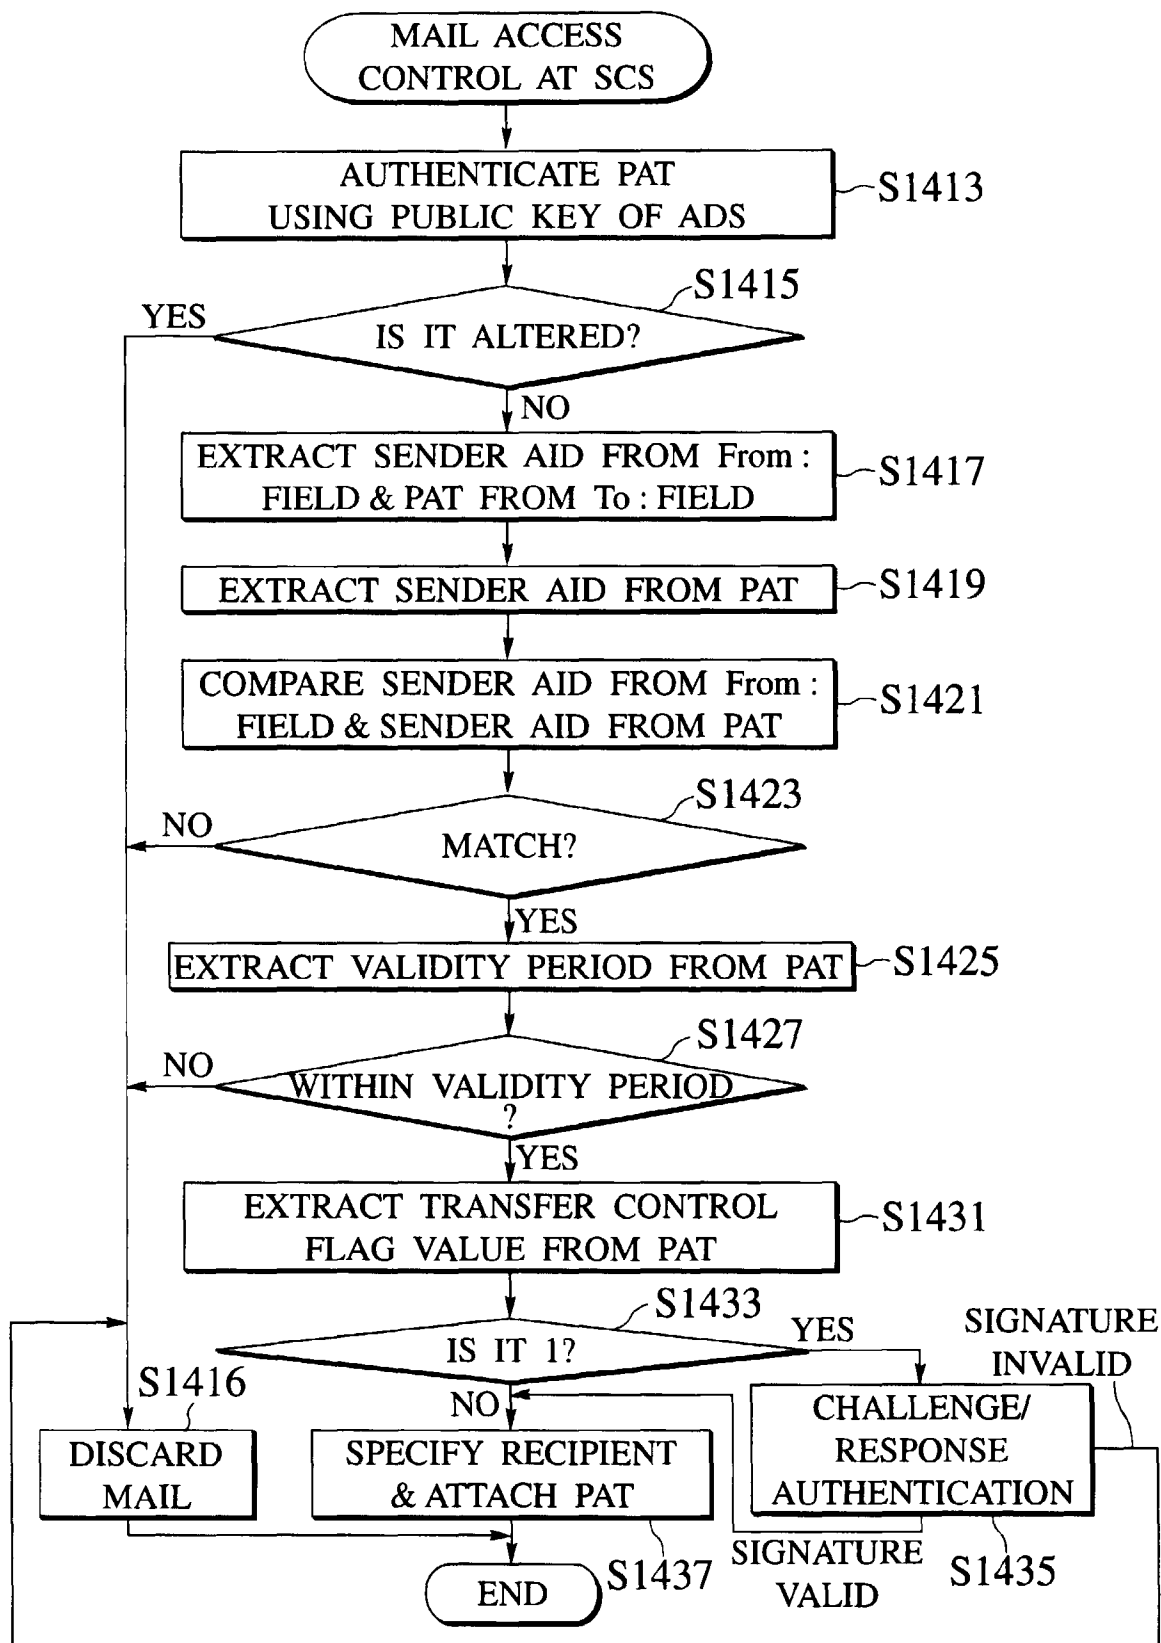 MAIL ACCESS
CONTROL AT SCS
AUTHENTICATE PAT
USING PUBLIC KEY OF ADS
S1413
S1415
YES
IS IT ALTERED?
NO
EXTRACT SENDER AID FROM From :
FIELD & PAT FROM To : FIELD
S1417
EXTRACT SENDER AID FROM PAT
S1419
COMPARE SENDER AID FROM From :
FIELD & SENDER AID FROM PAT
S1421
S1423
NO
MATCH?
YES
EXTRACT VALIDITY PERIOD FROM PAT
S1425
S1427
NO
WITHIN VALIDITY PERIOD
?
YES
EXTRACT TRANSFER CONTROL
FLAG VALUE FROM PAT
S1431
S1433
IS IT 1?
YES
SIGNATURE
INVALID
S1416
NO
DISCARD
MAIL
SPECIFY RECIPIENT
& ATTACH PAT
CHALLENGE/
RESPONSE
AUTHENTICATION
SIGNATURE
VALID
S1435
S1437
END